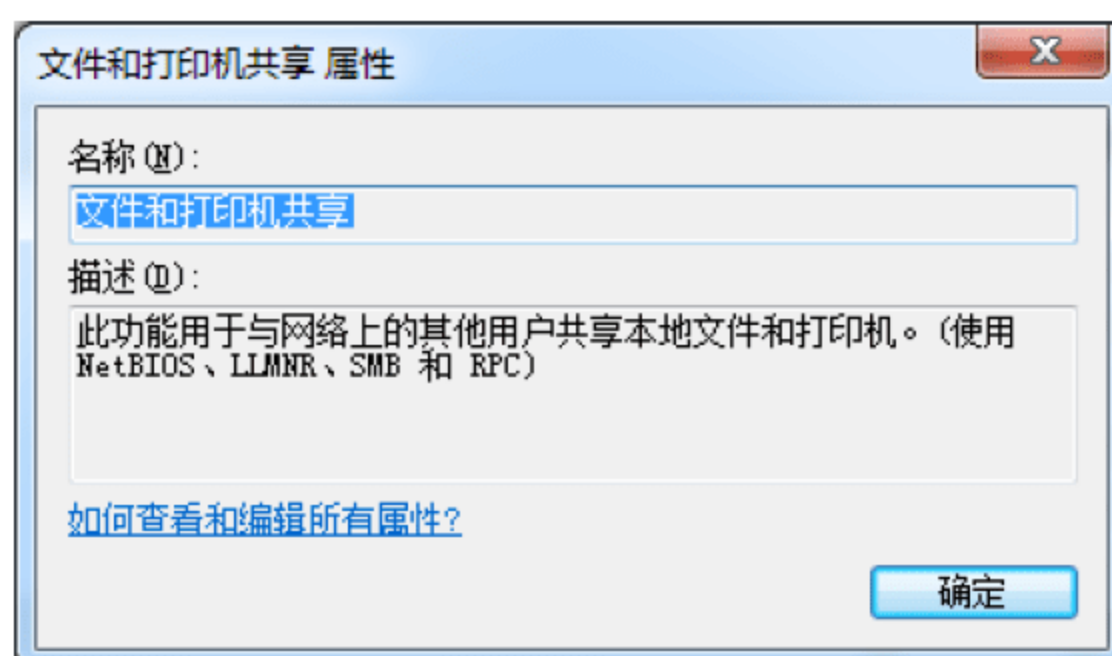 文件和打印机共享 属性
名称(N):
文件和打印机共享
描述(D):
此功能用于与网络上的其他用户共享本地文件和打印机。(使用
NetBIOS、LLMNR、SMB 和 RPC)
如何查看和编辑所有属性?
确定